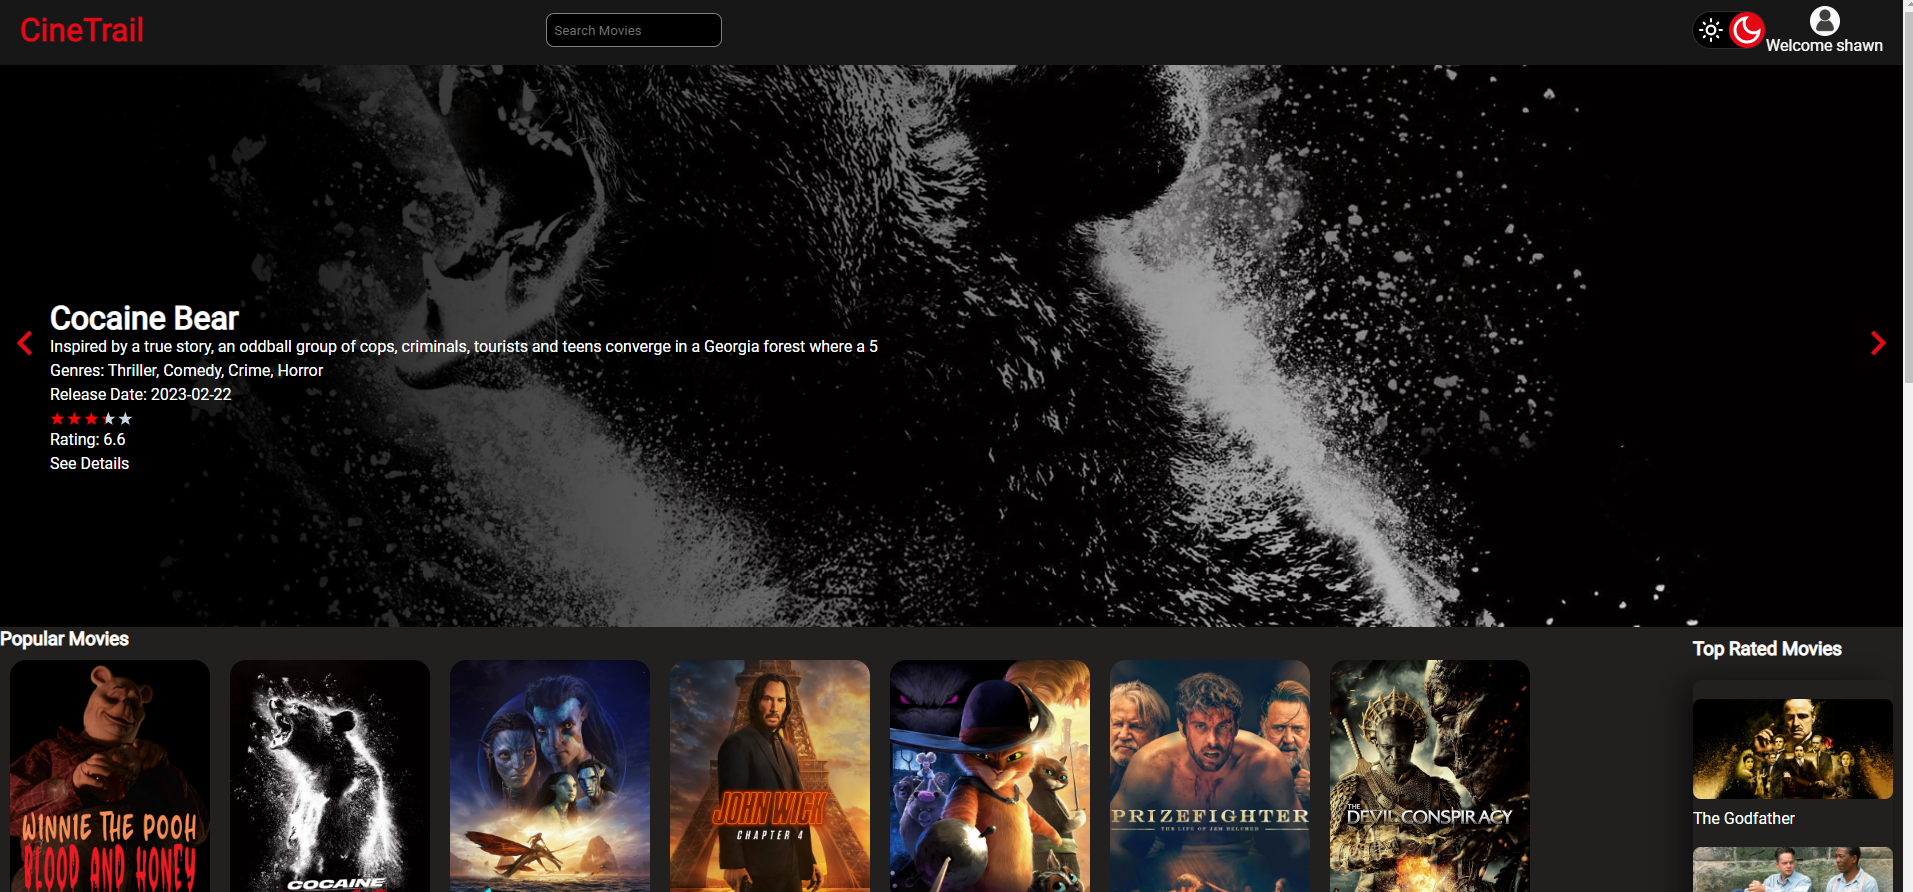 CineTrail
Search Movies
Welcome shawn
Cocaine Bear
Inspired by a true story, an oddball group of cops, criminals, tourists and teens converge in a Georgia forest where a 5
Genres: Thriller, Comedy, Crime, Horror
Release Date: 2023-02-22
Rating: 6.6
See Details
Popular Movies
Top Rated Movies
WINNIE THE POOH
BLOOD AND HONEY
COCAINE
JOHN WICK
CHAPTER 4
PRIZEFIGHTER
THE LIFE OF JEM BELCHER
THE
DEVIL CONSPIRACY
The Godfather